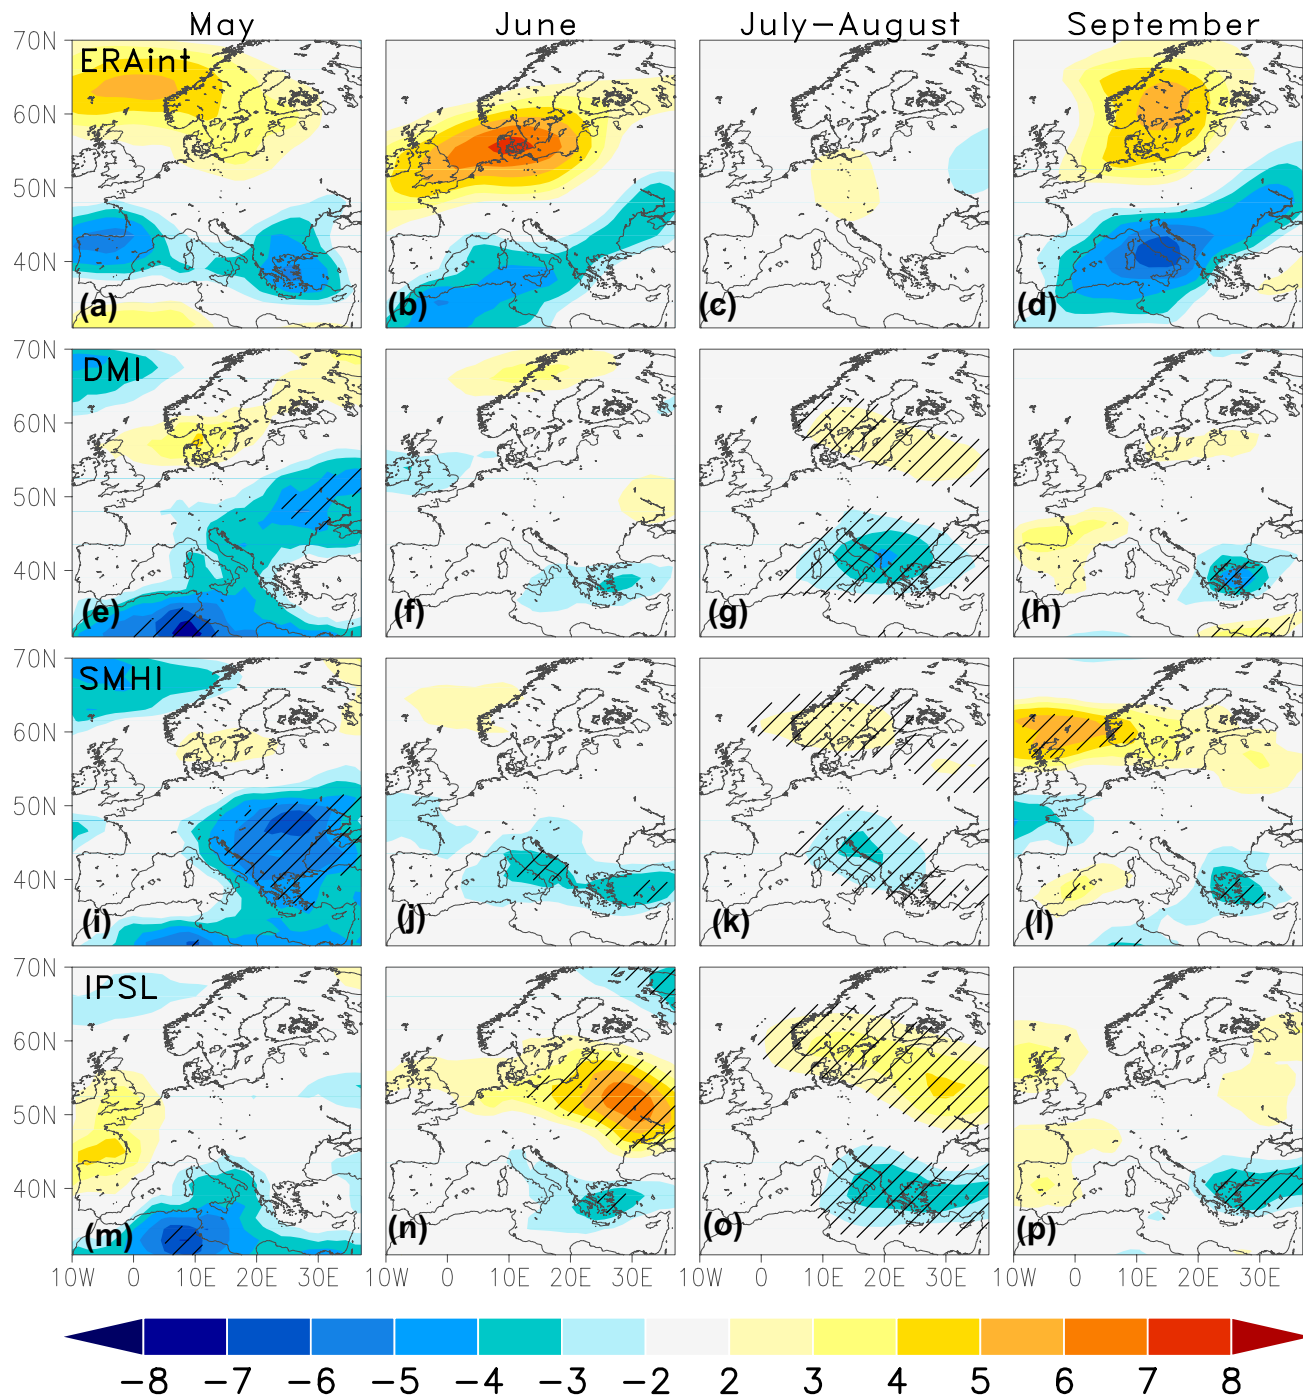 May June July–August September
70N ERAint
60N
50N
40N
(a) (b) (c) (d)
70N DMI
60N
50N
40N
(e) (f) (g) (h)
70N SMHI
60N
50N
40N
(i) (j) (k) (l)
70N IPSL
60N
50N
40N
(m) (n) (o) (p)
10W 0 10E 20E 30E 10W 0 10E 20E 30E 10W 0 10E 20E 30E 10W 0 10E 20E 30E
−8 −7 −6 −5 −4 −3 −2 2 3 4 5 6 7 8